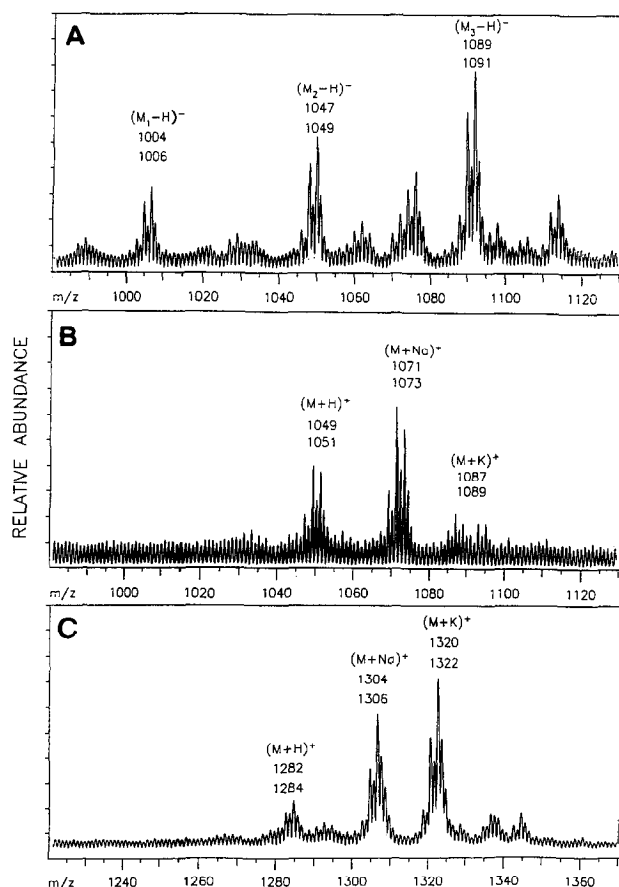 A
(M₁−H)⁻
1004
1006
(M₂−H)⁻
1047
1049
(M₃−H)⁻
1089
1091
m/z 1000 1020 1040 1060 1080 1100 1120
B
(M+H)⁺
1049
1051
(M+Na)⁺
1071
1073
(M+K)⁺
1087
1089
m/z 1000 1020 1040 1060 1080 1100 1120
RELATIVE ABUNDANCE
C
(M+H)⁺
1282
1284
(M+Na)⁺
1304
1306
(M+K)⁺
1320
1322
m/z 1240 1260 1280 1300 1320 1340 1360